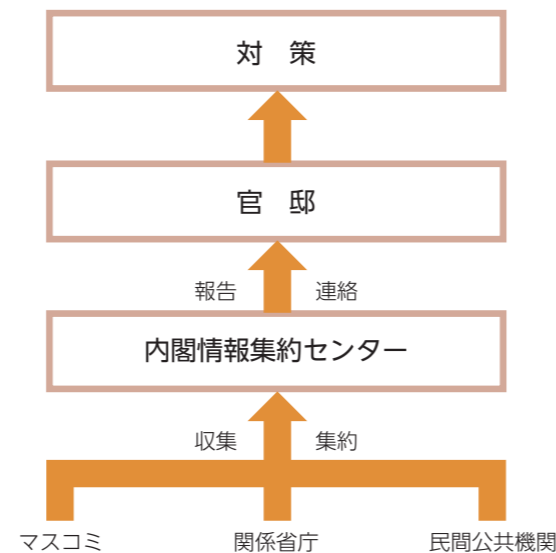 対　策
官　邸
報告　連絡
内閣情報集約センター
収集　集約
マスコミ　関係省庁　民間公共機関